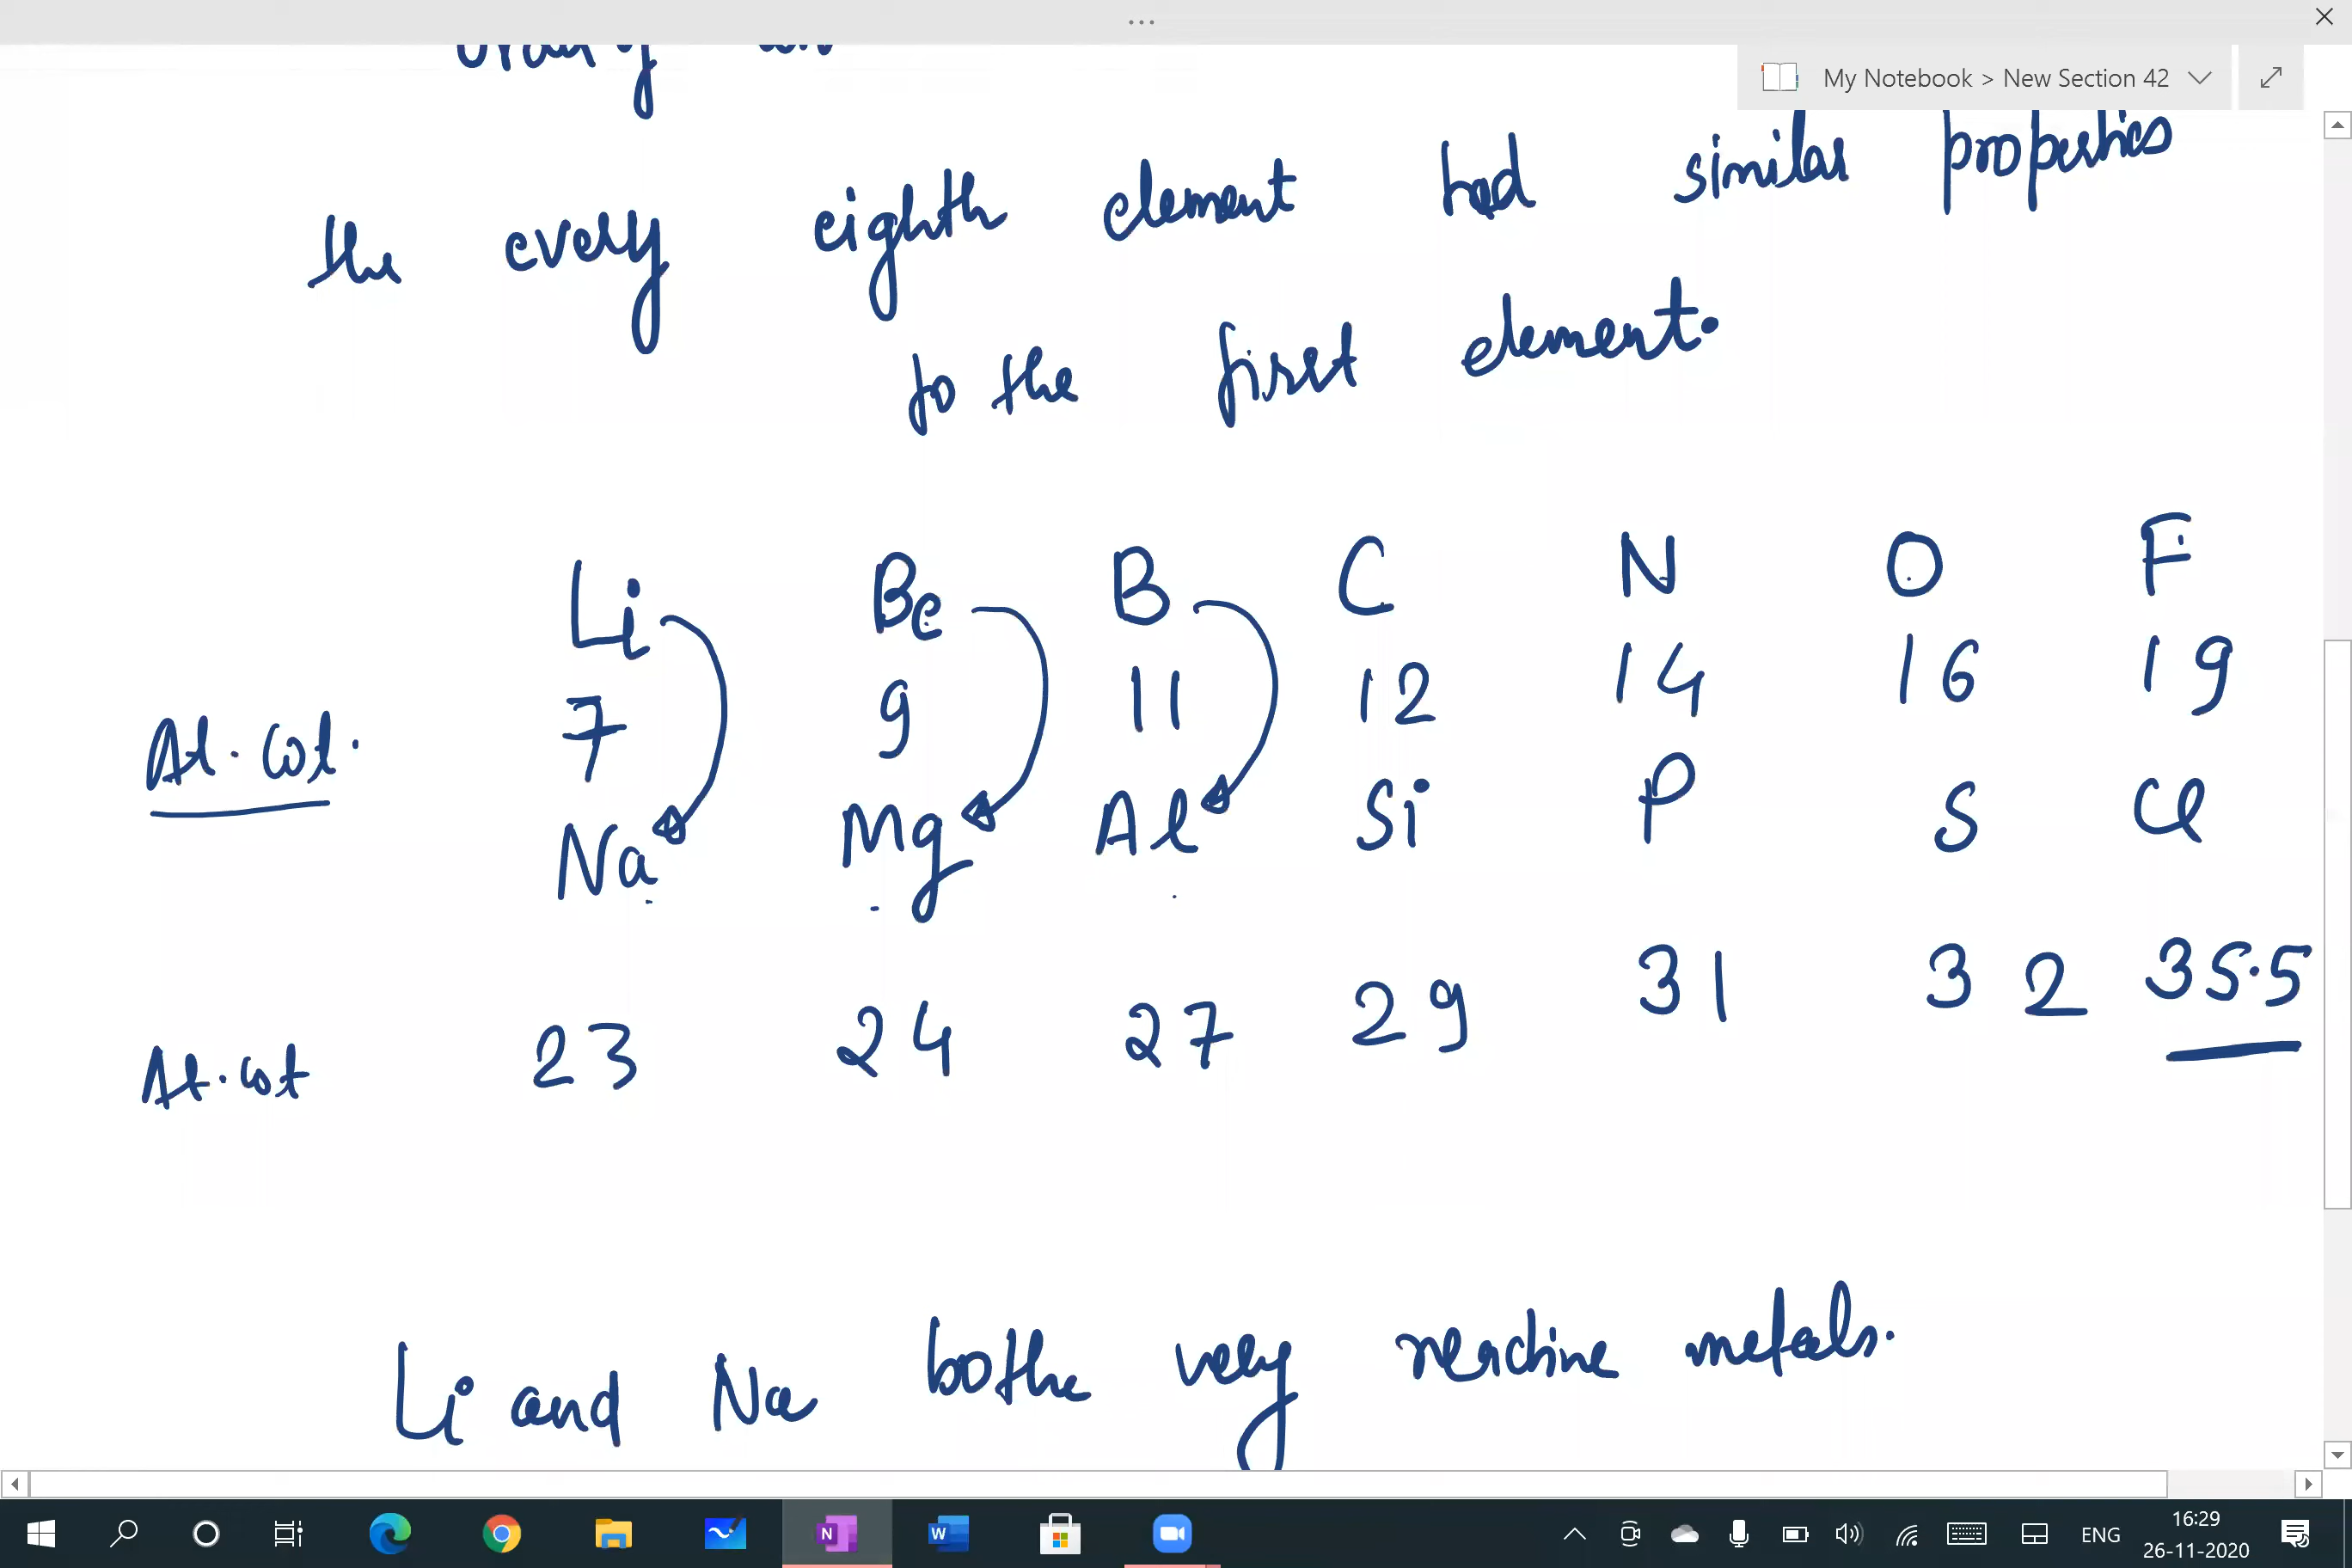 My Notebook > New Section 42
the every eighth element had similar properties
to the first element.
Li Be B C N O F
At. wt. 7 9 11 12 14 16 19
Na Mg Al Si P S Cl
At. wt 23 24 27 29 31 32 35.5
Li and Na bothe very reactive metals.
ENG
16:29
26-11-2020